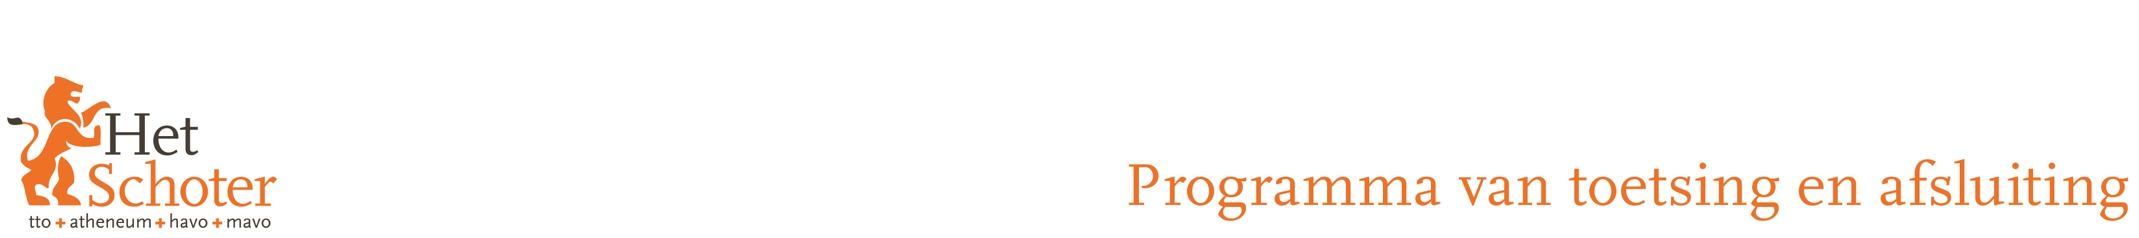 Het
Schoter
tto + atheneum + havo + mavo
Programma van toetsing en afsluiting